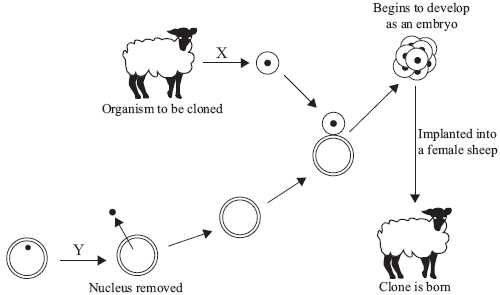 Begins to develop
as an embryo
X
Organism to be cloned
Implanted into
a female sheep
Y
Nucleus removed
Clone is born